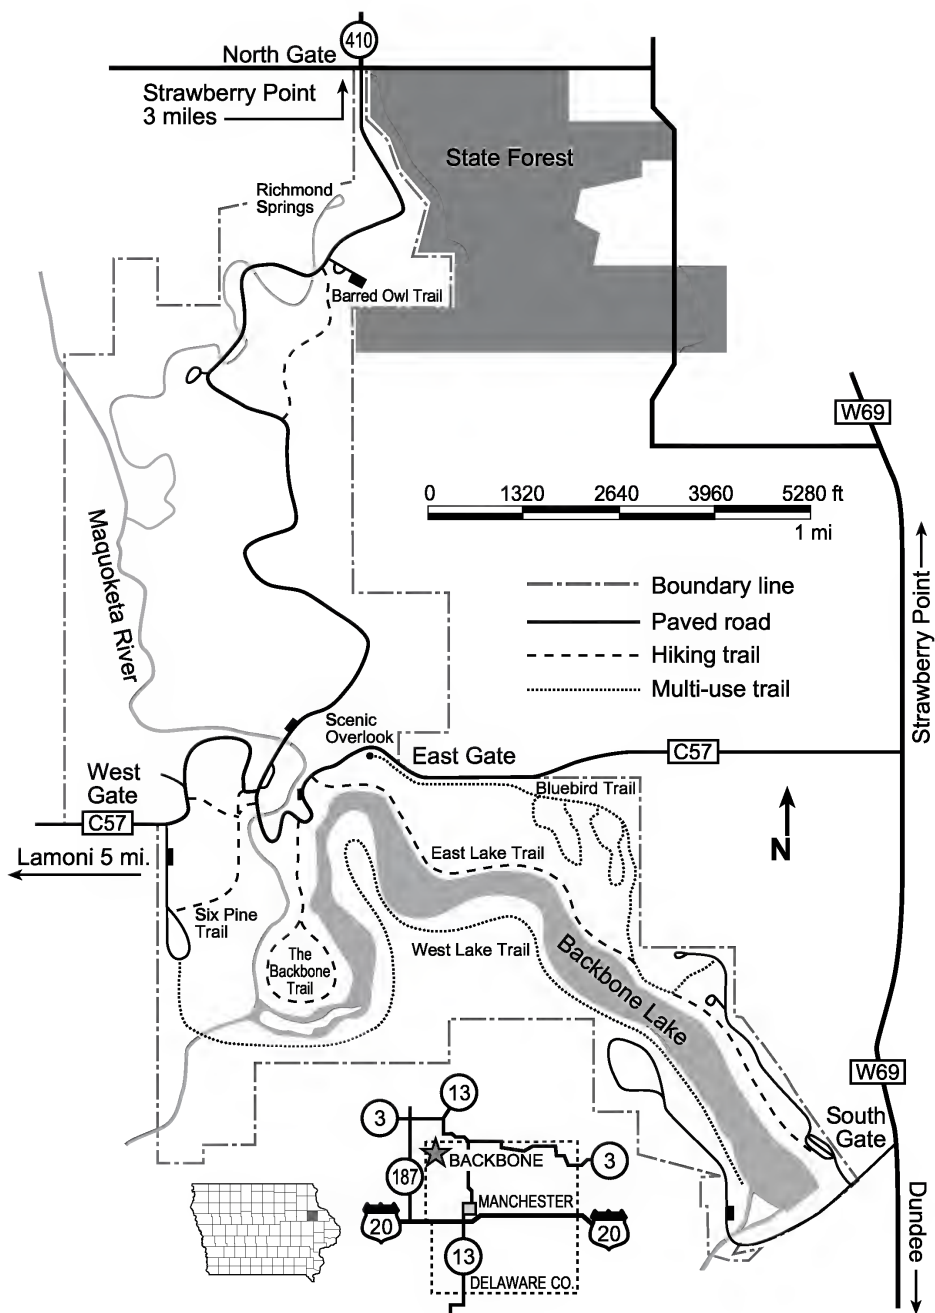 410
North Gate
Strawberry Point
3 miles
State Forest
Richmond
Springs
Barred Owl Trail
W69
0 1320 2640 3960 5280 ft
1 mi
Maquoketa River
Boundary line
Paved road
Hiking trail
Multi-use trail
Strawberry Point
Scenic
Overlook
East Gate
C57
West
Gate
Bluebird Trail
C57
N
Lamoni 5 mi.
East Lake Trail
Six Pine
Trail
West Lake Trail
The
Backbone
Trail
Backbone Lake
W69
13
3
South
Gate
BACKBONE
3
187
MANCHESTER
20
20
13
DELAWARE CO.
Dundee